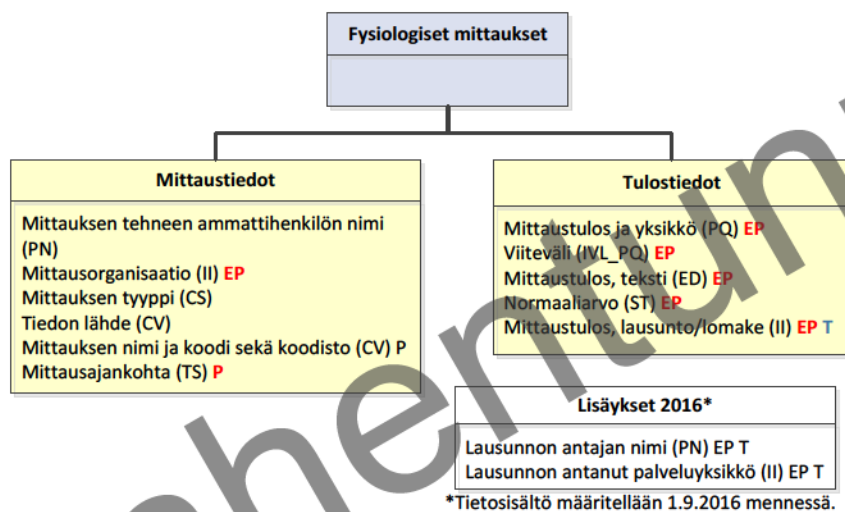 Fysiologiset mittaukset
Mittaustiedot
Mittauksen tehneen ammattihenkilön nimi
(PN)
Mittausorganisaatio (II) EP
Mittauksen tyyppi (CS)
Tiedon lähde (CV)
Mittauksen nimi ja koodi sekä koodisto (CV) P
Mittausajankohta (TS) P
Tulostiedot
Mittaustulos ja yksikkö (PQ) EP
Viiteväli (IVL_PQ) EP
Mittaustulos, teksti (ED) EP
Normaaliarvo (ST) EP
Mittaustulos, lausunto/lomake (II) EP T
Lisäykset 2016*
Lausunnon antajan nimi (PN) EP T
Lausunnon antanut palveluyksikkö (II) EP T
*Tietosisältö määritellään 1.9.2016 mennessä.